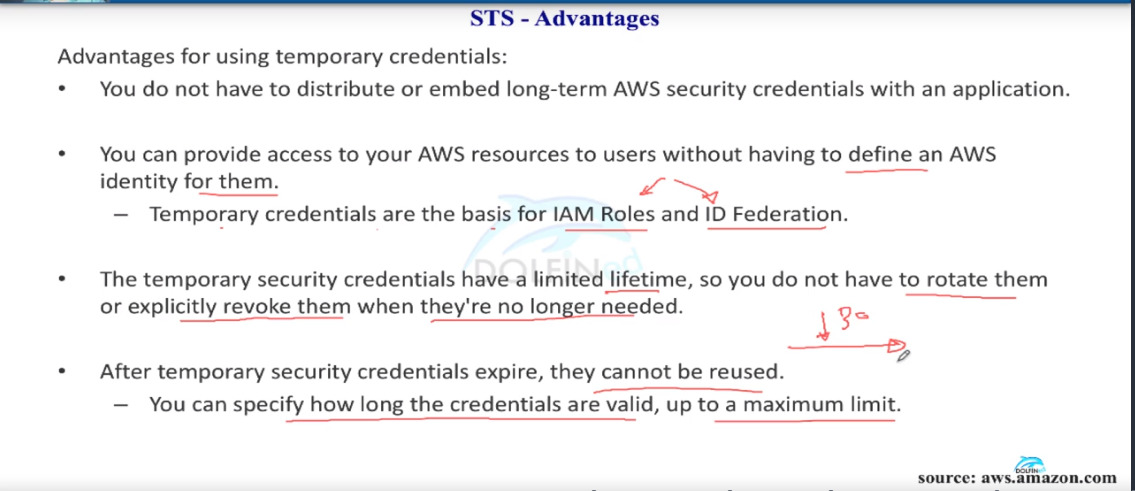 STS - Advantages
Advantages for using temporary credentials:
• You do not have to distribute or embed long-term AWS security credentials with an application.
• You can provide access to your AWS resources to users without having to define an AWS
identity for them.
– Temporary credentials are the basis for IAM Roles and ID Federation.
DOLFINed
• The temporary security credentials have a limited lifetime, so you do not have to rotate them
or explicitly revoke them when they're no longer needed.
30
• After temporary security credentials expire, they cannot be reused.
– You can specify how long the credentials are valid, up to a maximum limit.
DOLFIN
source: aws.amazon.com